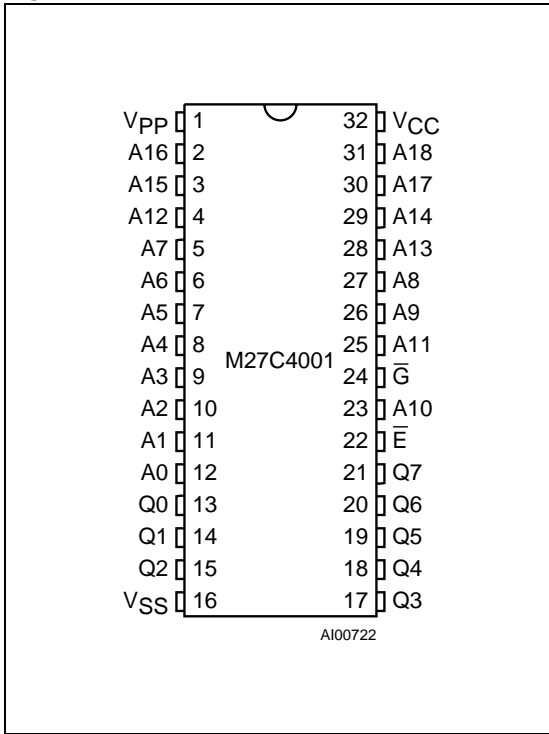 VPP 1 32 VCC
A16 2 31 A18
A15 3 30 A17
A12 4 29 A14
A7 5 28 A13
A6 6 27 A8
A5 7 26 A9
A4 8 25 A11
M27C4001
A3 9 24 G̅
A2 10 23 A10
A1 11 22 E̅
A0 12 21 Q7
Q0 13 20 Q6
Q1 14 19 Q5
Q2 15 18 Q4
VSS 16 17 Q3
AI00722